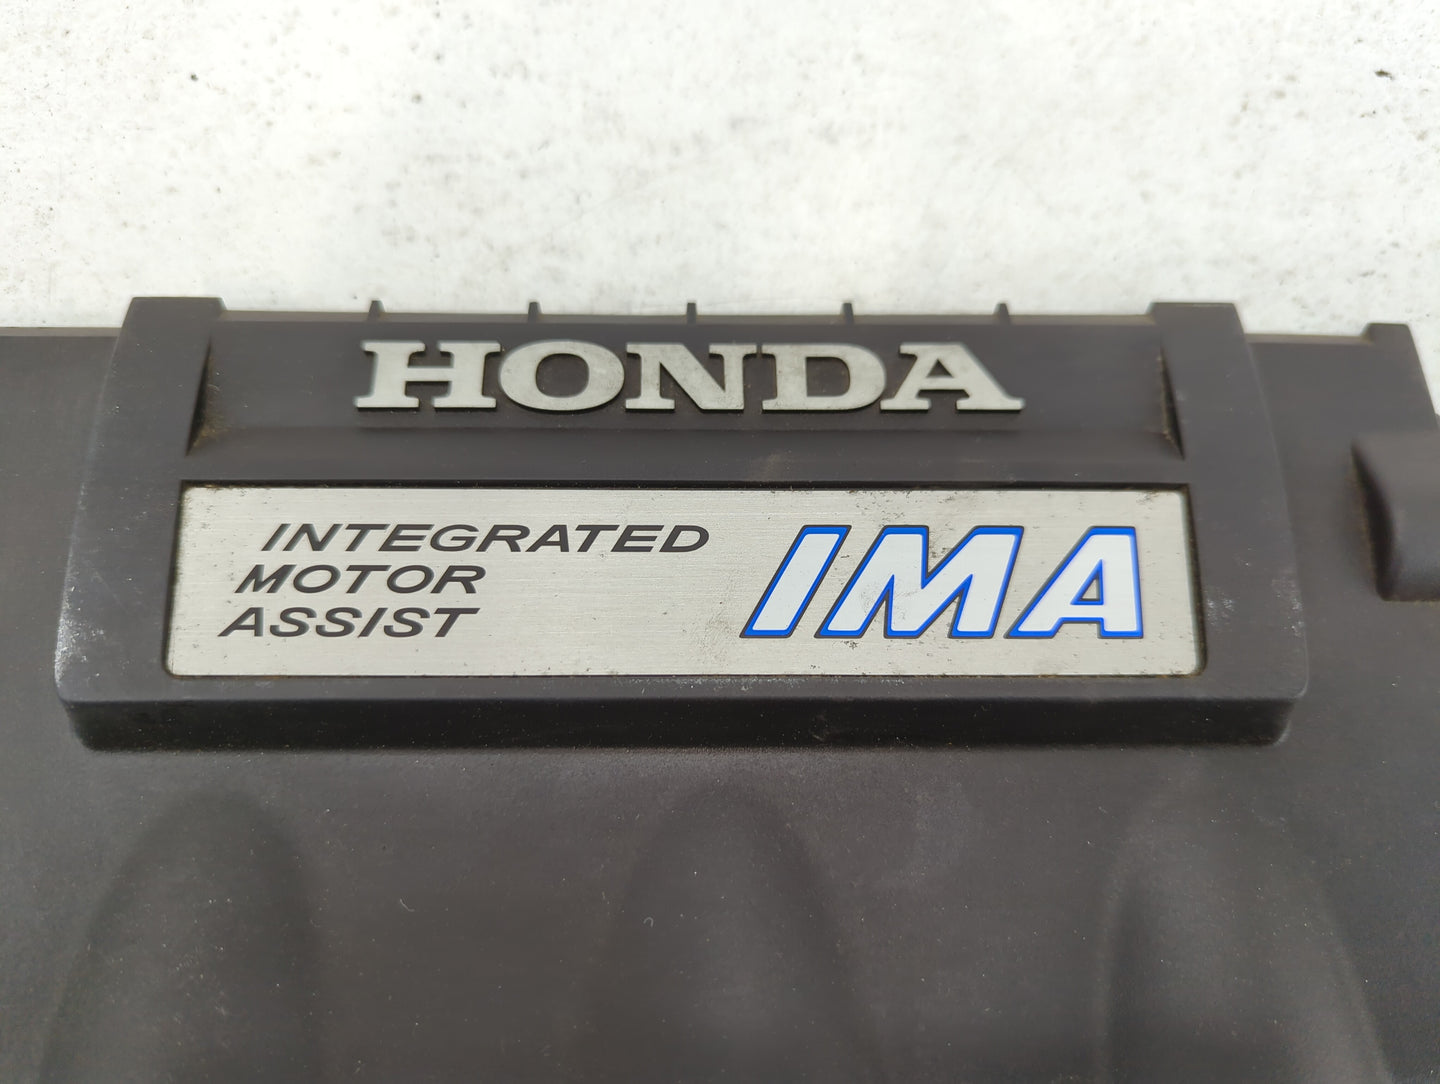 HONDA
INTEGRATED
MOTOR
ASSIST
IMA